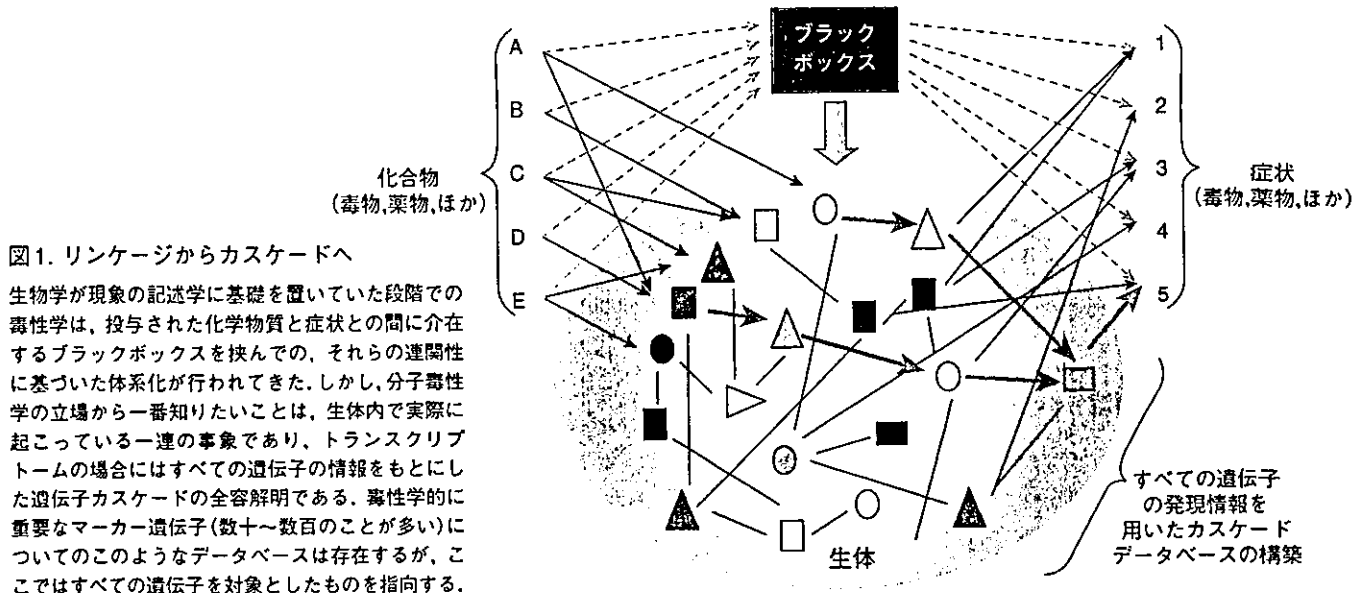 ブラック
ボックス
A
B
C
D
E
化合物
(毒物,薬物,ほか)
1
2
3
4
5
症状
(毒物,薬物,ほか)
図1. リンケージからカスケードへ
生物学が現象の記述学に基礎を置いていた段階での
毒性学は，投与された化学物質と症状との間に介在
するブラックボックスを挟んでの，それらの連関性
に基づいた体系化が行われてきた．しかし，分子毒性
学の立場から一番知りたいことは，生体内で実際に
起こっている一連の事象であり，トランスクリプ
トームの場合にはすべての遺伝子の情報をもとにし
た遺伝子カスケードの全容解明である．毒性学的に
重要なマーカー遺伝子(数十～数百のことが多い)に
ついてのこのようなデータベースは存在するが，こ
こではすべての遺伝子を対象としたものを指向する．
生体
すべての遺伝子
の発現情報を
用いたカスケード
データベースの構築